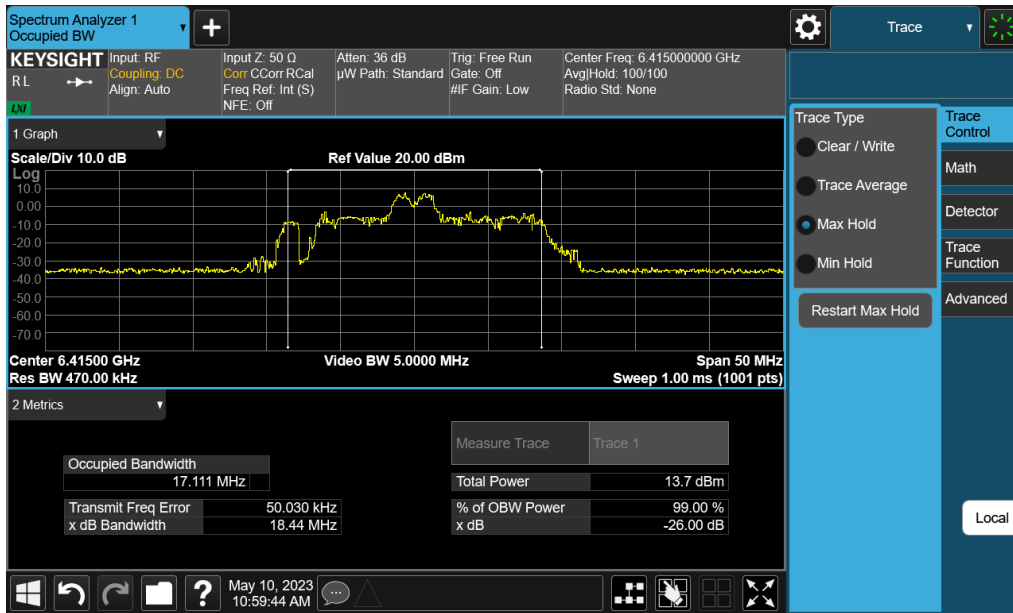 Spectrum Analyzer 1
Occupied BW
+
Trace
KEYSIGHT
R L
LXI
Input: RF
Coupling: DC
Align: Auto
Input Z: 50 Ω
Corr CCorr RCal
Freq Ref: Int (S)
NFE: Off
Atten: 36 dB
µW Path: Standard
Trig: Free Run
Gate: Off
#IF Gain: Low
Center Freq: 6.415000000 GHz
Avg|Hold: 100/100
Radio Std: None
1 Graph
Scale/Div 10.0 dB
Ref Value 20.00 dBm
Log
10.0
0.00
-10.0
-20.0
-30.0
-40.0
-50.0
-60.0
-70.0
Center 6.41500 GHz
Video BW 5.0000 MHz
Span 50 MHz
Res BW 470.00 kHz
Sweep 1.00 ms (1001 pts)
2 Metrics
Measure Trace Trace 1
Occupied Bandwidth
17.111 MHz
Total Power 13.7 dBm
Transmit Freq Error 50.030 kHz
% of OBW Power 99.00 %
x dB Bandwidth 18.44 MHz
x dB -26.00 dB
Trace Type
Clear / Write
Trace Average
Max Hold
Min Hold
Restart Max Hold
Trace
Control
Math
Detector
Trace
Function
Advanced
Local
?
May 10, 2023
10:59:44 AM